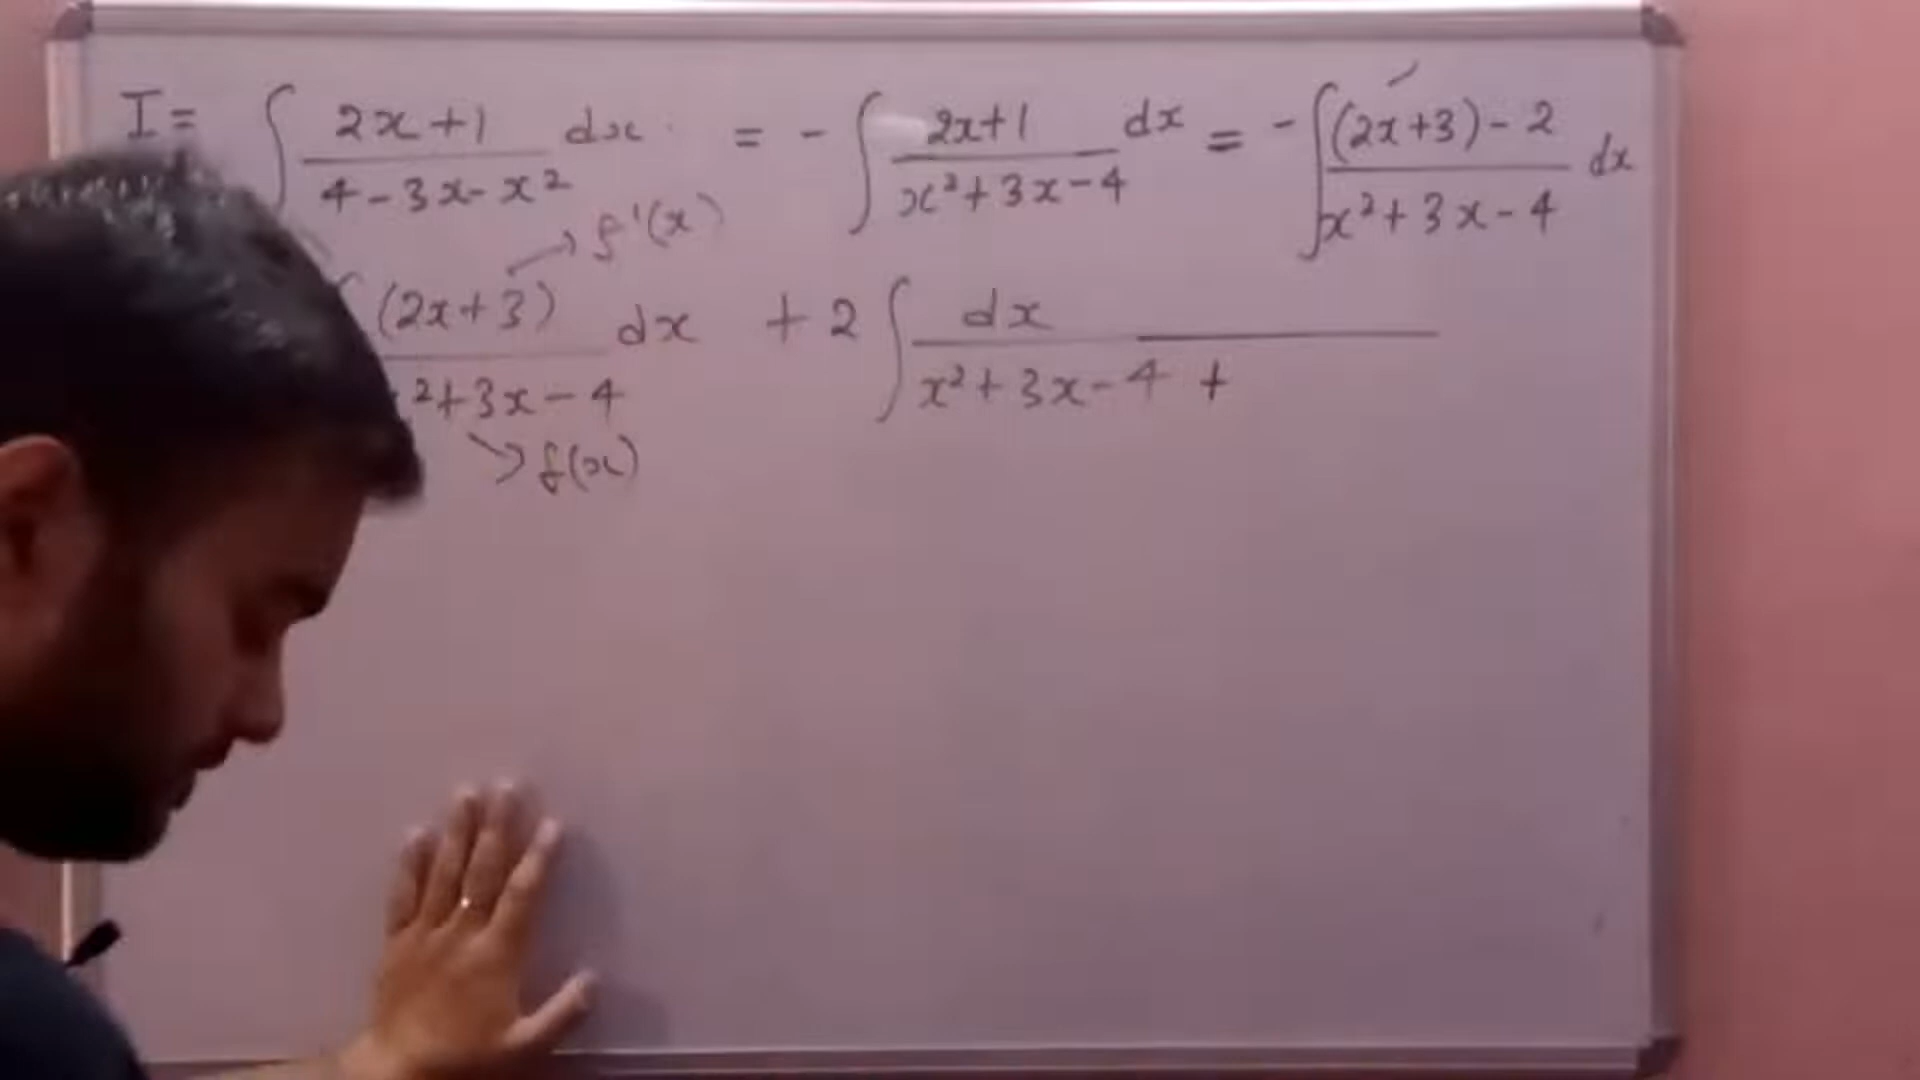 I = ∫ 2x+1 / 4-3x-x² dx = - ∫ 2x+1 / x²+3x-4 dx = - ∫ (2x+3)-2 / x²+3x-4 dx
→ f'(x)
∫ (2x+3) / ²+3x-4 dx + 2 ∫ dx / x²+3x-4 +
→ f(x)